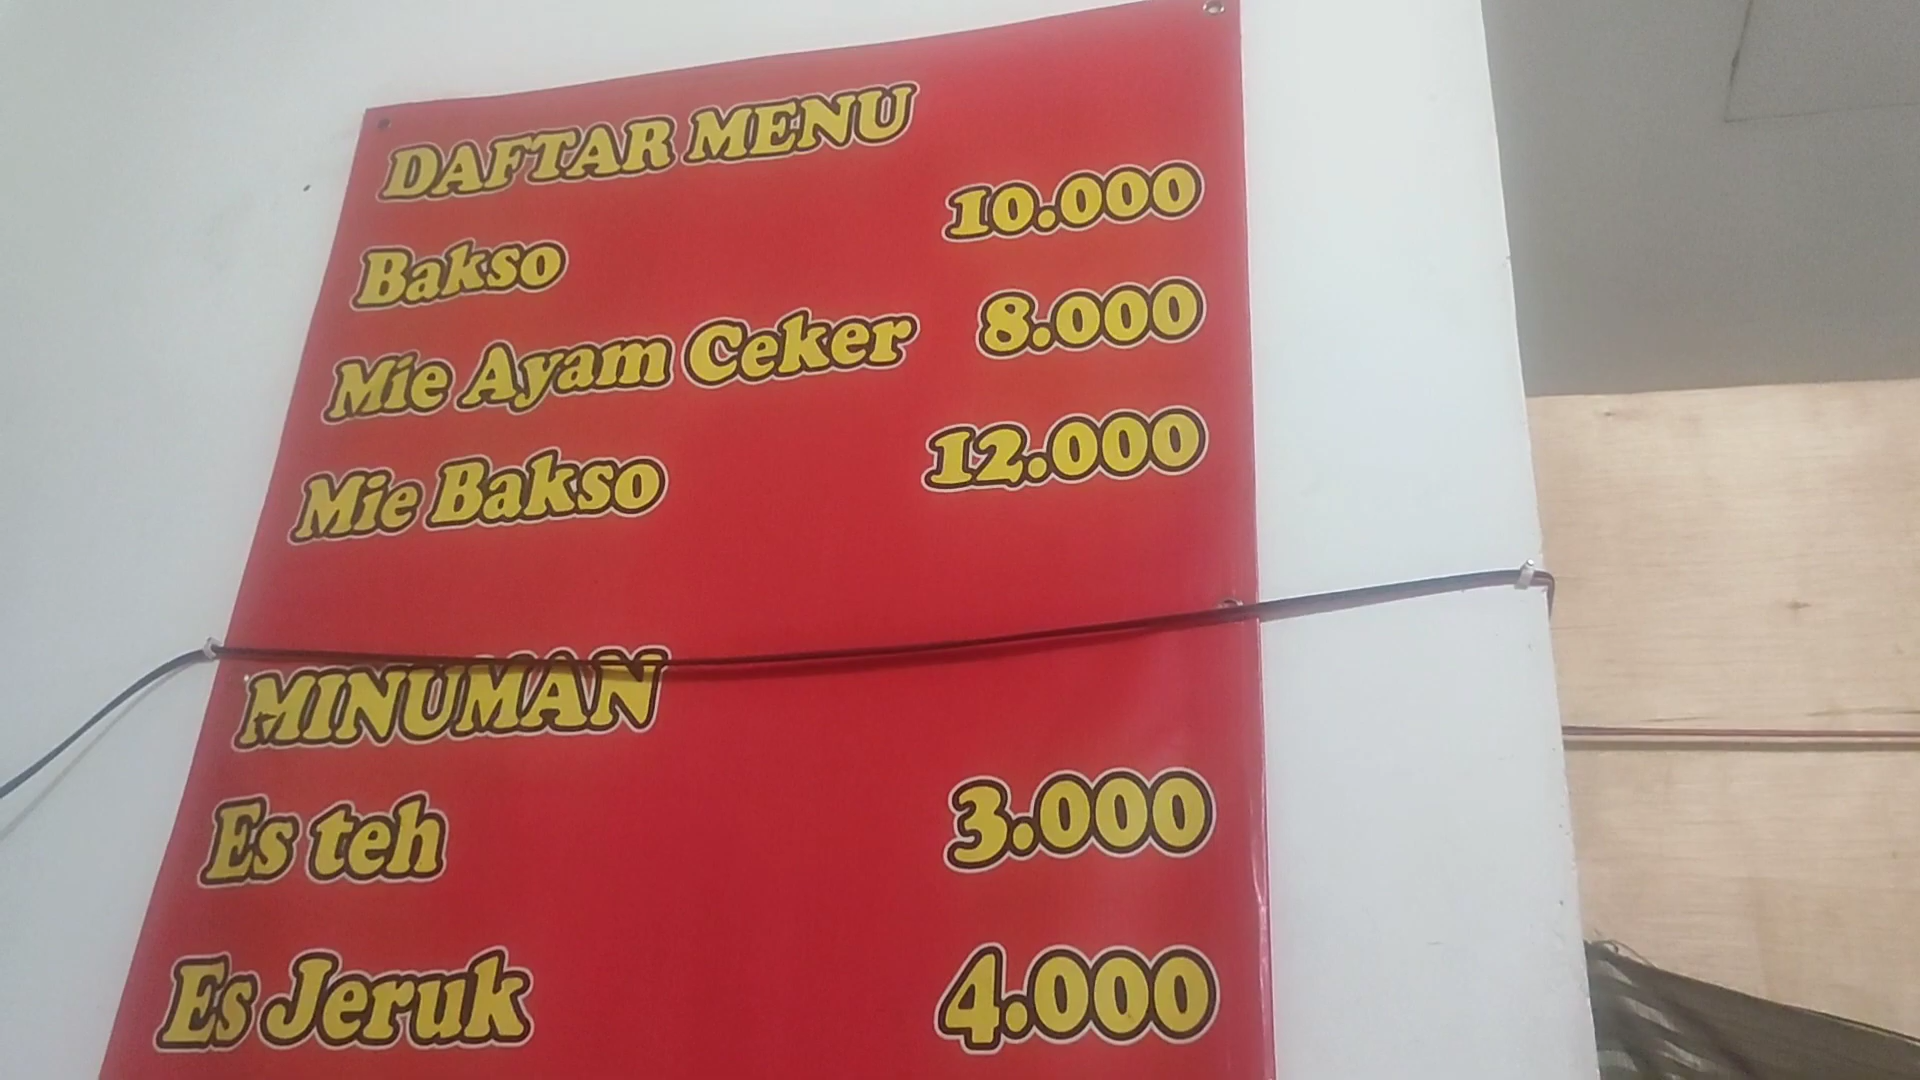 DAFTAR MENU
Bakso 10.000
Mie Ayam Ceker 8.000
Mie Bakso 12.000
MINUMAN
Es teh 3.000
Es Jeruk 4.000